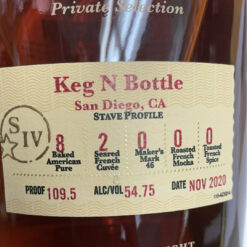 Private Selection
Keg N Bottle
San Diego, CA
STAVE PROFILE
S IV
8 2 0 0 0
Baked American Pure
Seared French Cuvée
Maker's Mark 46
Roasted French Mocha
Toasted French Spice
PROOF 109.5 ALC/VOL 54.75 DATE NOV 2020